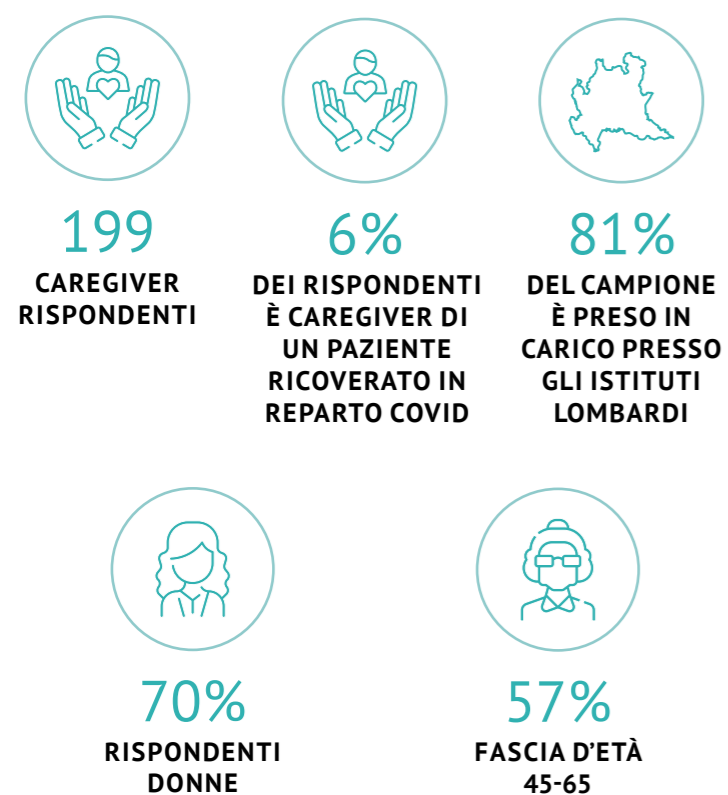 199
CAREGIVER
RISPONDENTI
6%
DEI RISPONDENTI
È CAREGIVER DI
UN PAZIENTE
RICOVERATO IN
REPARTO COVID
81%
DEL CAMPIONE
È PRESO IN
CARICO PRESSO
GLI ISTITUTI
LOMBARDI
70%
RISPONDENTI
DONNE
57%
FASCIA D'ETÀ
45-65